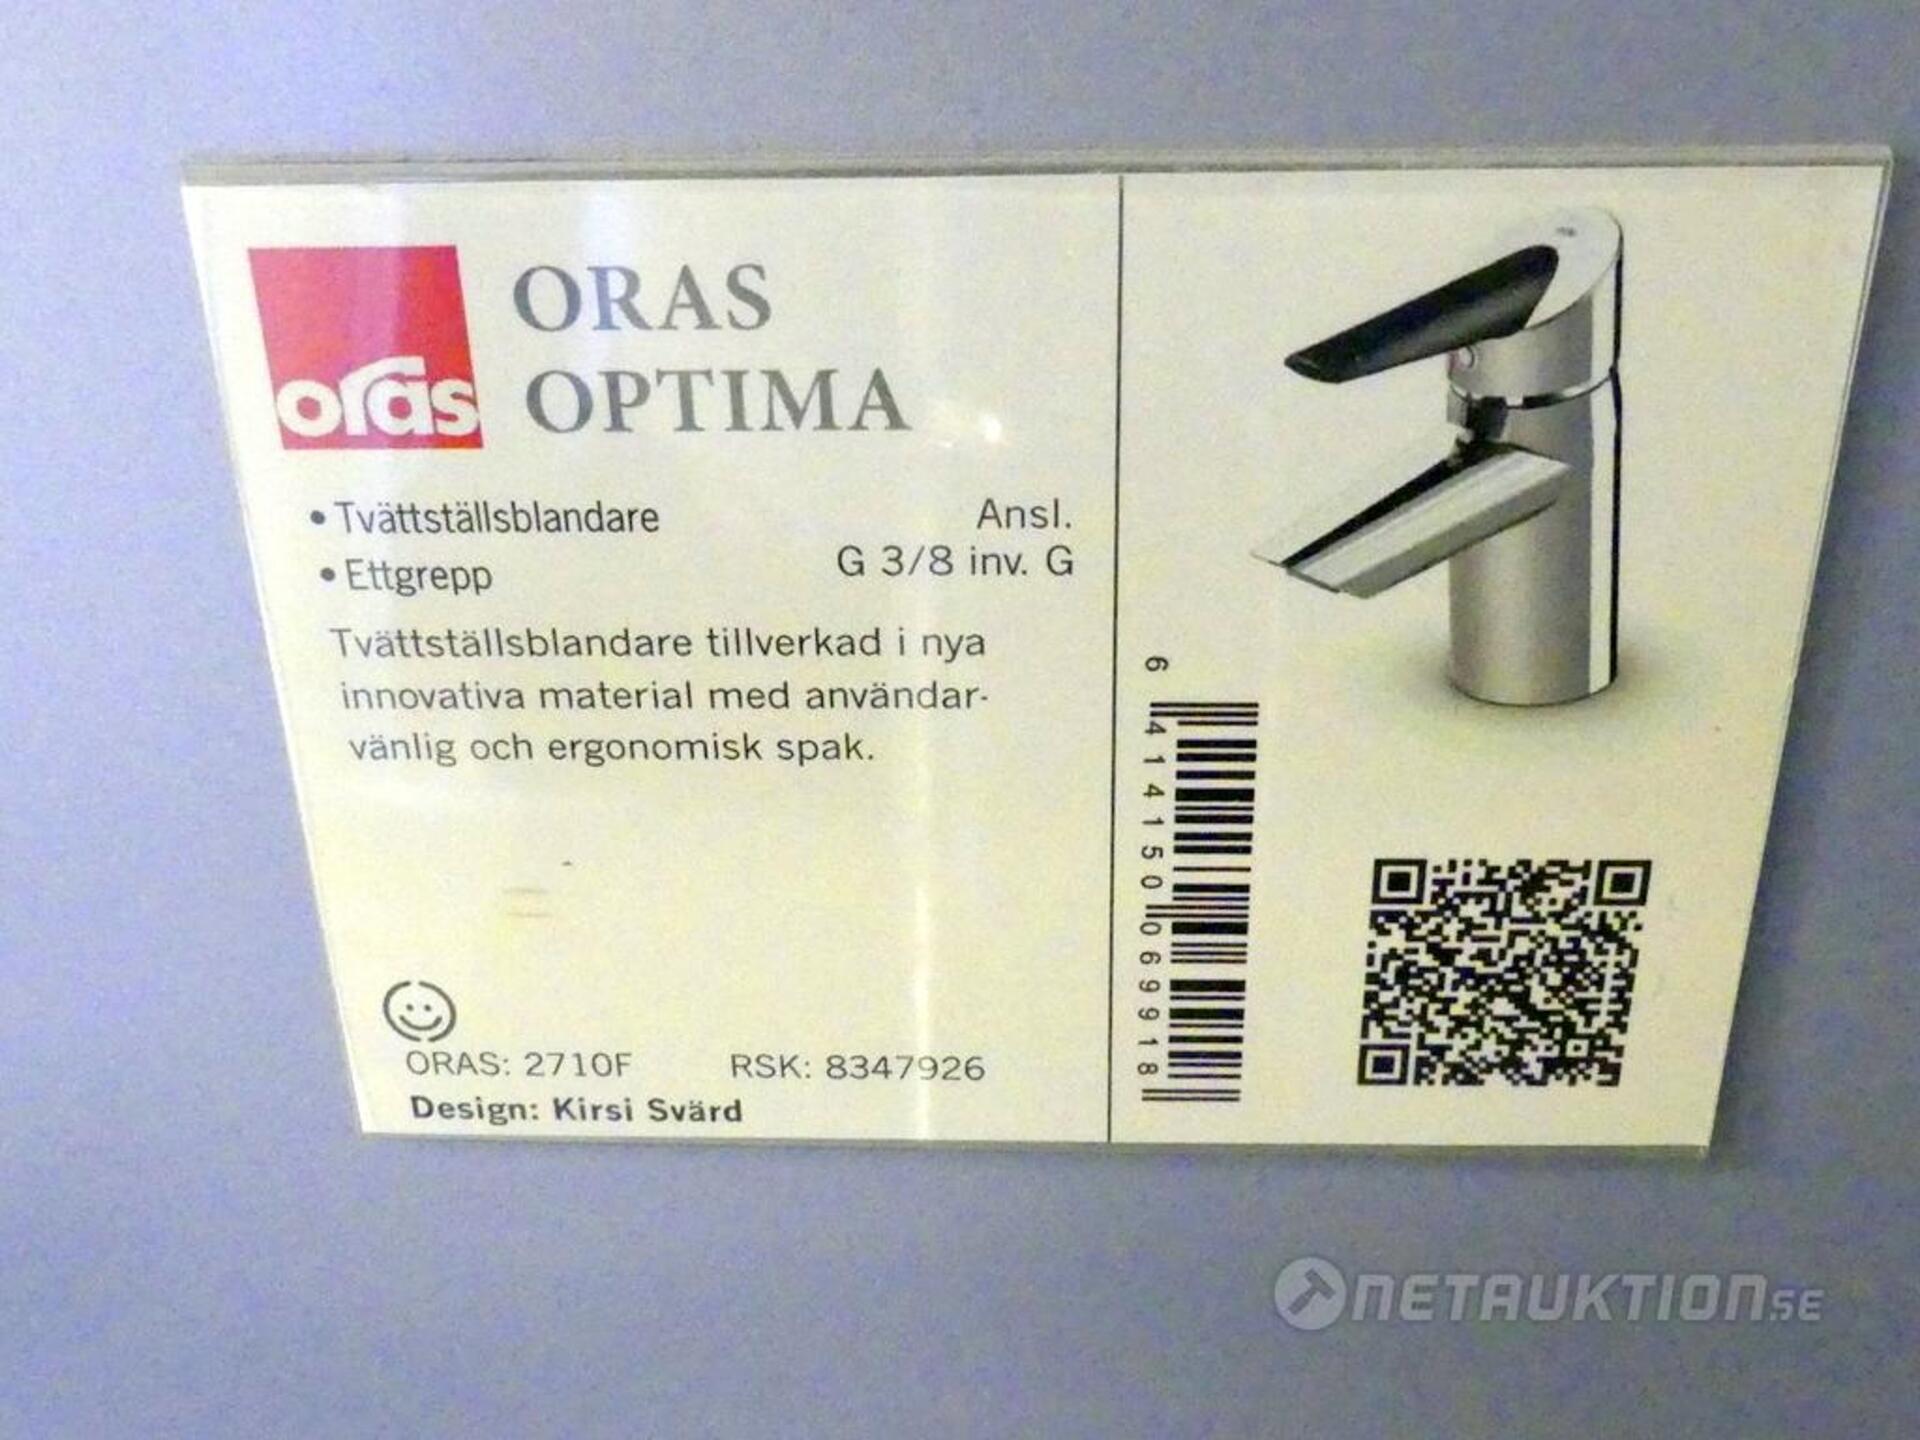 oras
ORAS
OPTIMA
• Tvättställsblandare
• Ettgrepp
Ansl.
G 3/8 inv. G
Tvättställsblandare tillverkad i nya
innovativa material med användar-
vänlig och ergonomisk spak.
ORAS: 2710F RSK: 8347926
Design: Kirsi Svärd
6 414150 069918
NETAUKTION.SE